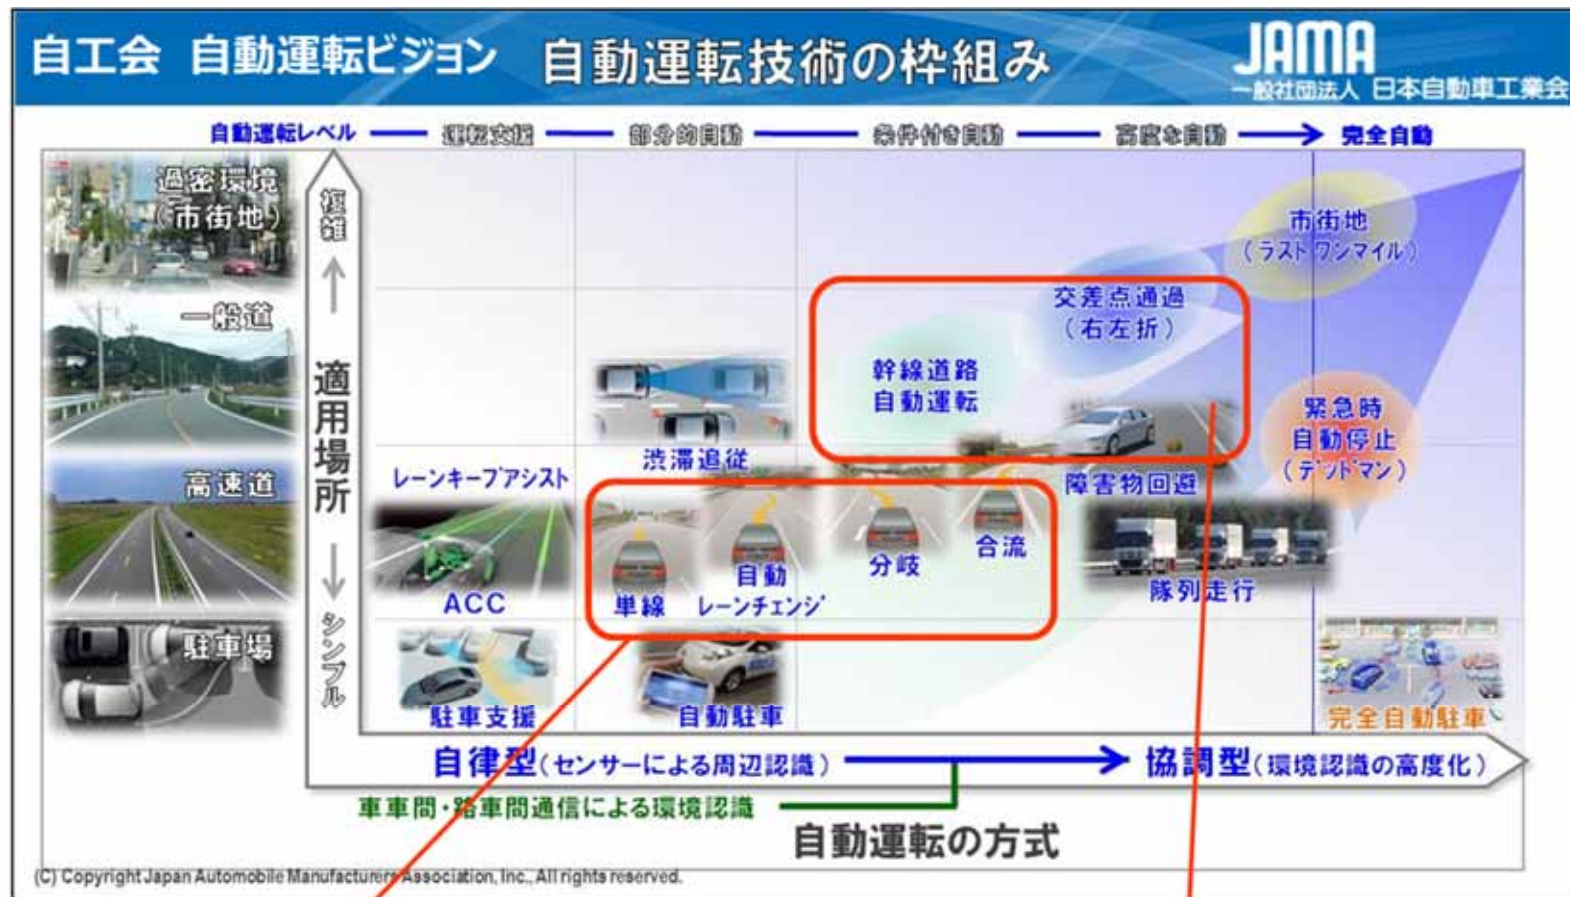 自工会 自動運転ビジョン
自動運転技術の枠組み
JAMA
一般社団法人 日本自動車工業会
自動運転レベル
運転支援
部分的自動
条件付き自動
高度な自動
完全自動
過密環境
(市街地)
一般道
高速道
駐車場
複雑
適用場所
シンプル
市街地
(ラストワンマイル)
交差点通過
(右左折)
幹線道路
自動運転
緊急時
自動停止
(デッドマン)
渋滞追従
レーンキープアシスト
障害物回避
ACC
単線
自動
レーンチェンジ
分岐
合流
隊列走行
駐車支援
自動駐車
完全自動駐車
自律型(センサーによる周辺認識)
協調型(環境認識の高度化)
車車間・路車間通信による環境認識
自動運転の方式
(C) Copyright Japan Automobile Manufacturers Association, Inc., All rights reserved.